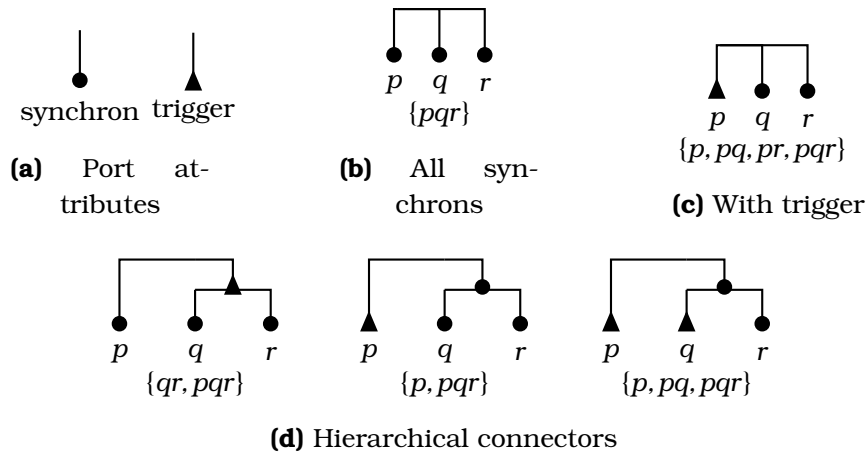 synchron trigger
(a) Port at-
tributes
p q r
{pqr}
(b) All syn-
chrons
p q r
{p, pq, pr, pqr}
(c) With trigger
p q r
{qr, pqr}
p q r
{p, pqr}
p q r
{p, pq, pqr}
(d) Hierarchical connectors